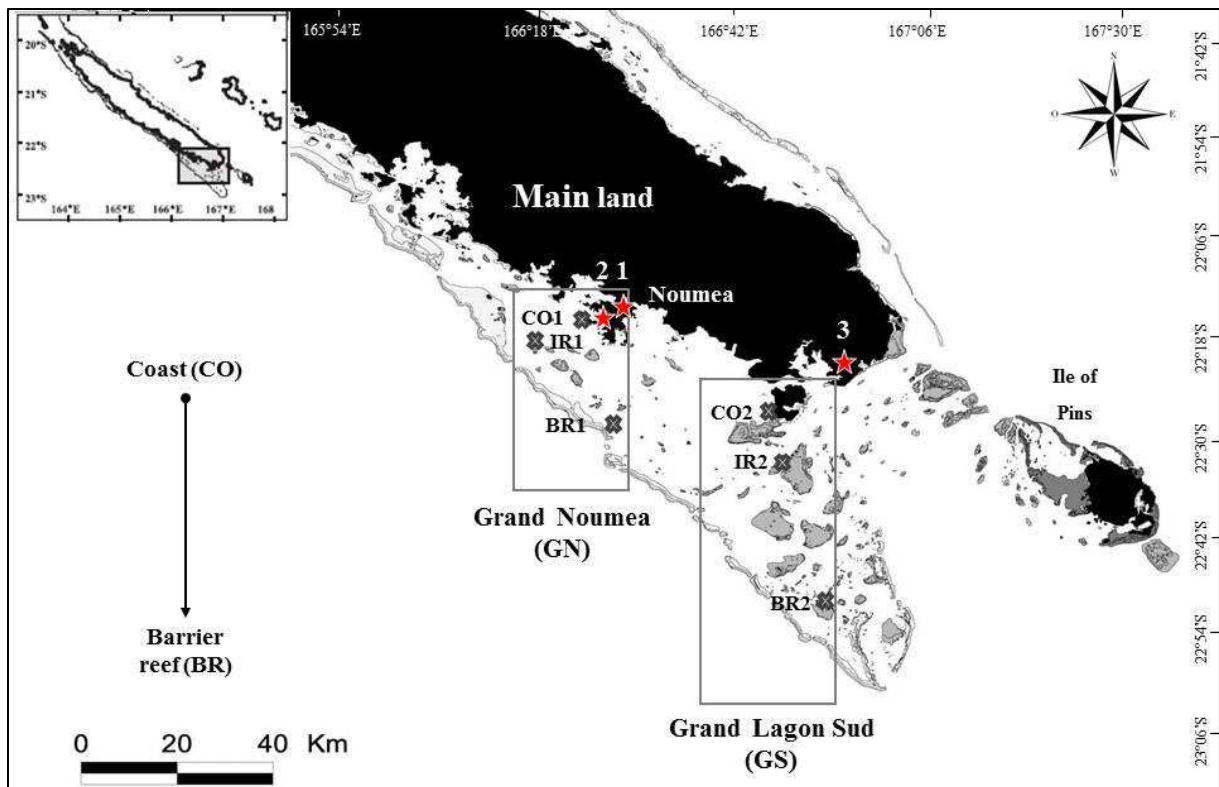 165°54'E 166°18'E 166°42'E 167°06'E 167°30'E
20°S
21°S
22°S
23°S
164°E 165°E 166°E 167°E 168
21°42'S
21°54'S
22°06'S
22°18'S
22°30'S
22°42'S
22°54'S
23°06'S
N
O E
W
Main land
2 1
Noumea
CO1
IR1
BR1
3
CO2
IR2
BR2
Ile of
Pins
Grand Noumea
(GN)
Grand Lagon Sud
(GS)
Coast (CO)
Barrier
reef (BR)
0 20 40 Km